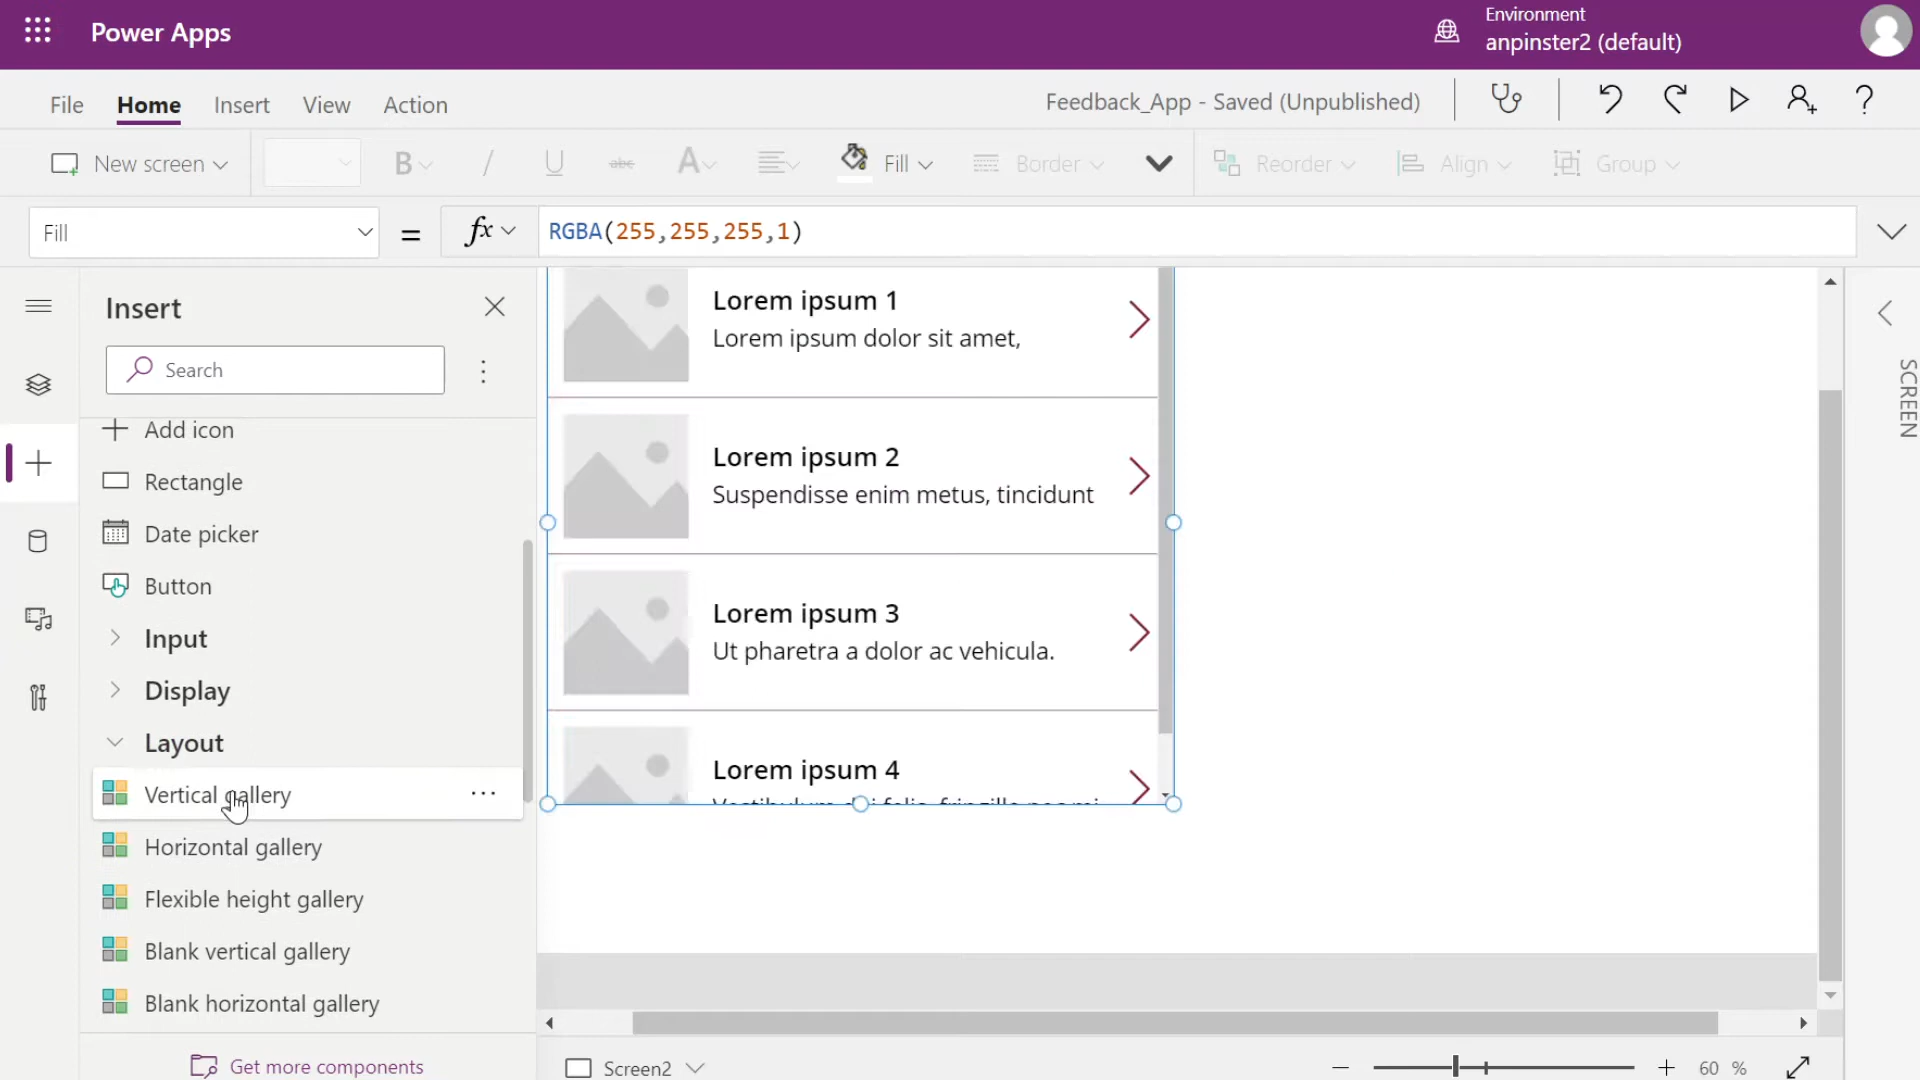 Power Apps
Environment
anpinster2 (default)
File
Home
Insert
View
Action
Feedback_App - Saved (Unpublished)
New screen
B
/
U
abc
A
Fill
Border
Reorder
Align
Group
Fill
=
fx
RGBA(255,255,255,1)
Insert
Search
Add icon
Rectangle
Date picker
Button
Input
Display
Layout
Vertical gallery
Horizontal gallery
Flexible height gallery
Blank vertical gallery
Blank horizontal gallery
Get more components
Lorem ipsum 1
Lorem ipsum dolor sit amet,
Lorem ipsum 2
Suspendisse enim metus, tincidunt
Lorem ipsum 3
Ut pharetra a dolor ac vehicula.
Lorem ipsum 4
SCREEN
Screen2
60 %